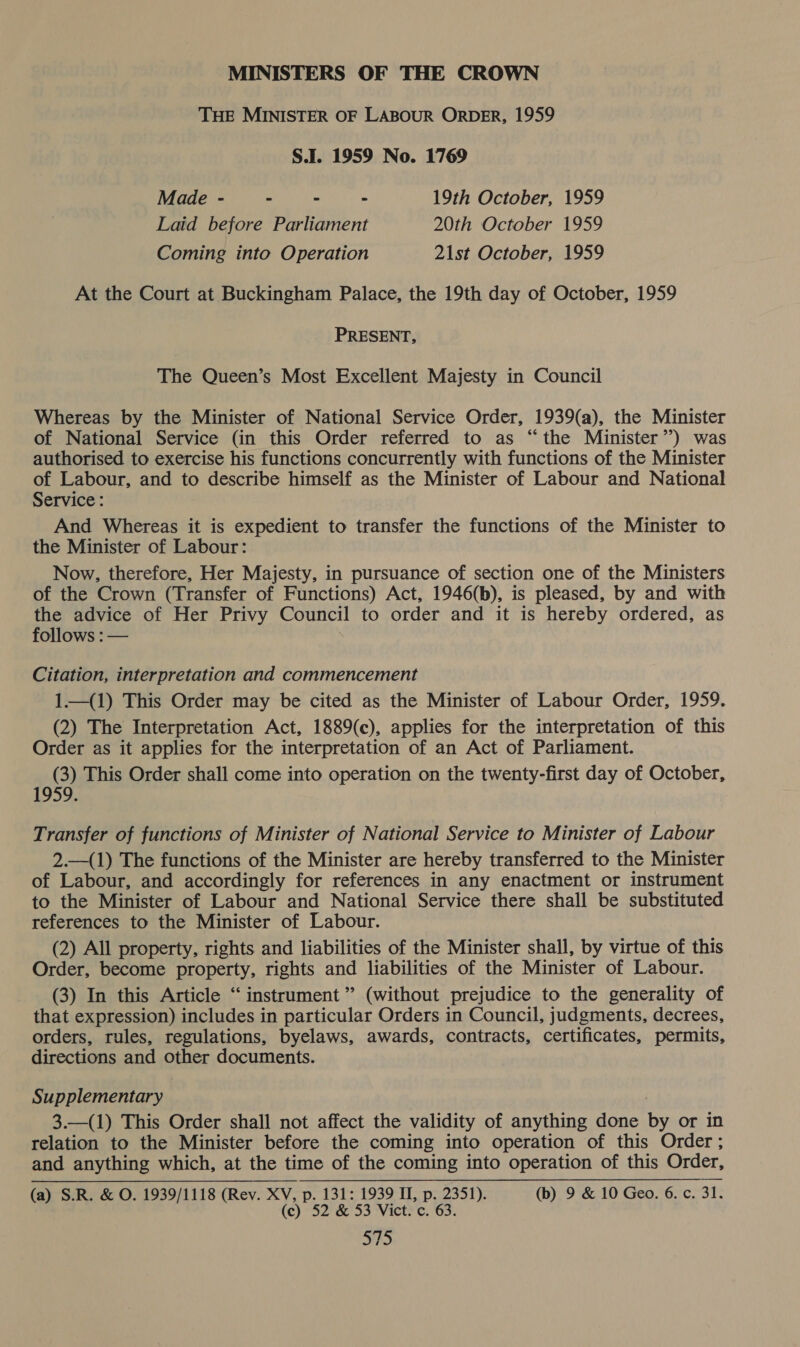 MINISTERS OF THE CROWN
THE MINISTER OF LABOUR ORDER, 1959
S.I. 1959 No. 1769
Made - - - - 19th October, 1959
Laid before Parliament 20th October 1959
Coming into Operation 21st October, 1959
At the Court at Buckingham Palace, the 19th day of October, 1959
PRESENT,
The Queen's Most Excellent Majesty in Council
Whereas by the Minister of National Service Order, 1939(a), the Minister
of National Service (in this Order referred to as “the Minister”) was
authorised to exercise his functions concurrently with functions of the Minister
of Labour, and to describe himself as the Minister of Labour and National
Service:
And Whereas it is expedient to transfer the functions of the Minister to
the Minister of Labour:
Now, therefore, Her Majesty, in pursuance of section one of the Ministers
of the Crown (Transfer of Functions) Act, 1946(b), is pleased, by and with
the advice of Her Privy Council to order and it is hereby ordered, as
follows:—
Citation, interpretation and commencement
1.—(1) This Order may be cited as the Minister of Labour Order, 1959.
(2) The Interpretation Act, 1889(c), applies for the interpretation of this
Order as it applies for the interpretation of an Act of Parliament.
(3) This Order shall come into operation on the twenty-first day of October,
1959.
Transfer of functions of Minister of National Service to Minister of Labour
2.—(1) The functions of the Minister are hereby transferred to the Minister
of Labour, and accordingly for references in any enactment or instrument
to the Minister of Labour and National Service there shall be substituted
references to the Minister of Labour.
(2) All property, rights and liabilities of the Minister shall, by virtue of this
Order, become property, rights and liabilities of the Minister of Labour.
(3) In this Article “instrument” (without prejudice to the generality of
that expression) includes in particular Orders in Council, judgments, decrees,
orders, rules, regulations, byelaws, awards, contracts, certificates, permits,
directions and other documents.
Supplementary
3.—(1) This Order shall not affect the validity of anything done by or in
relation to the Minister before the coming into operation of this Order;
and anything which, at the time of the coming into operation of this Order,
(a) S.R. & O. 1939/1118 (Rev. XV, p. 131: 1939 II, p. 2351). (b) 9 & 10 Geo. 6. c. 31.
(c) 52 & 53 Vict. c. 63.
575